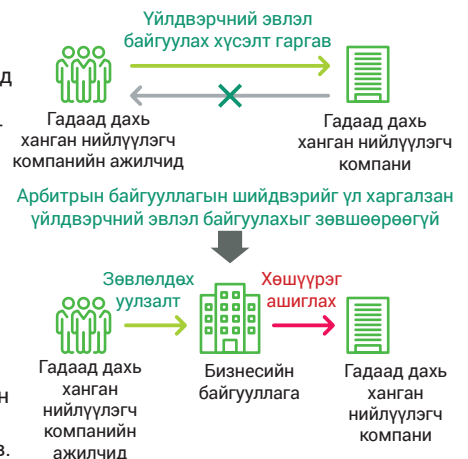 Үйлдвэрчний эвлэл
байгуулах хүсэлт гаргав
д
Гадаад дахь
ханган нийлүүлэгч
компанийн ажилчид
Гадаад дахь
ханган нийлүүлэгч
компани
Арбитрын байгууллагын шийдвэрийг үл харгалзан
үйлдвэрчний эвлэл байгуулахыг зөвшөөрөөгүй
Зөвлөлдөх
уулзалт
Хөшүүрэг
ашиглах
Гадаад дахь
ханган
нийлүүлэгч
компанийн
ажилчид
Бизнесийн
байгууллага
Гадаад дахь
ханган
нийлүүлэгч
компани
н
в.